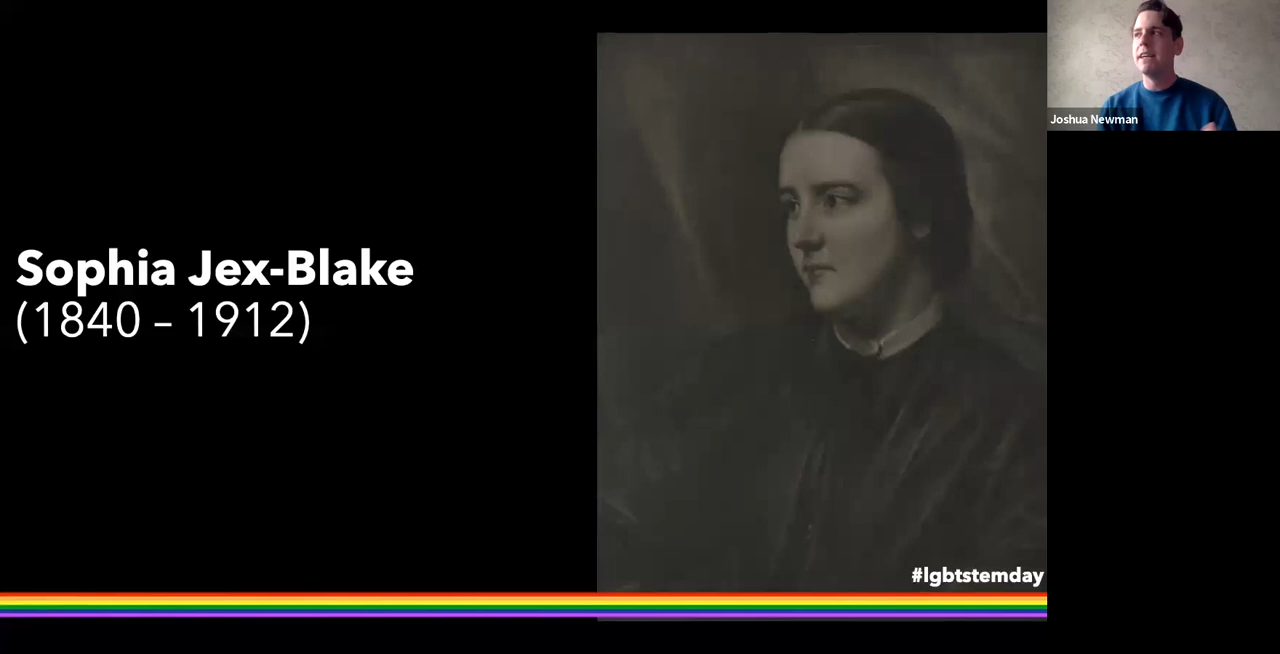 Sophia Jex-Blake
(1840 – 1912)
#lgbtstemday
Joshua Newman